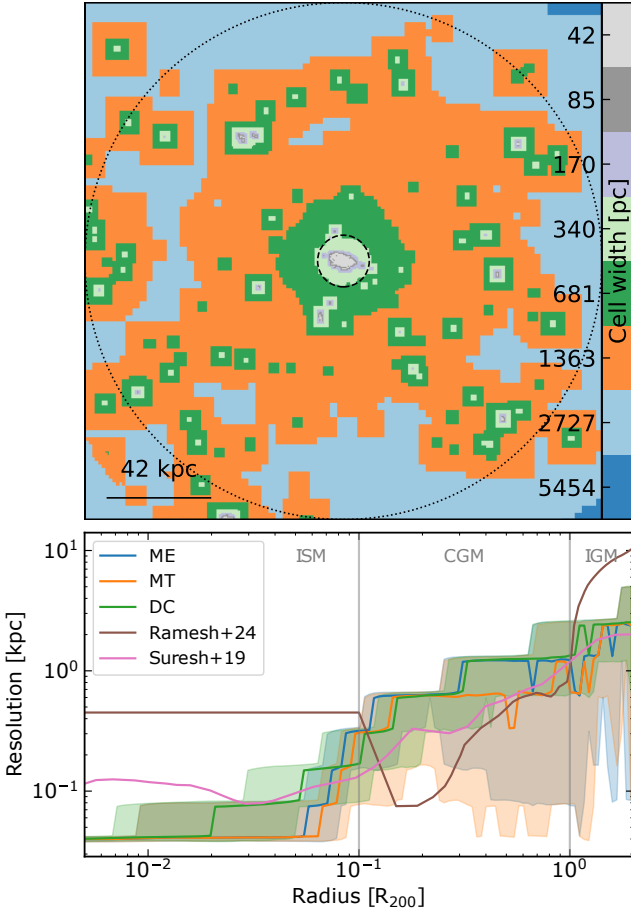 42
85
170
340
681
1363
2727
5454
Cell width [pc]
42 kpc
ISM
CGM
IGM
ME
MT
DC
Ramesh+24
Suresh+19
10¹
10⁰
10⁻¹
Resolution [kpc]
10⁻²
10⁻¹
10⁰
Radius [R₂₀₀]